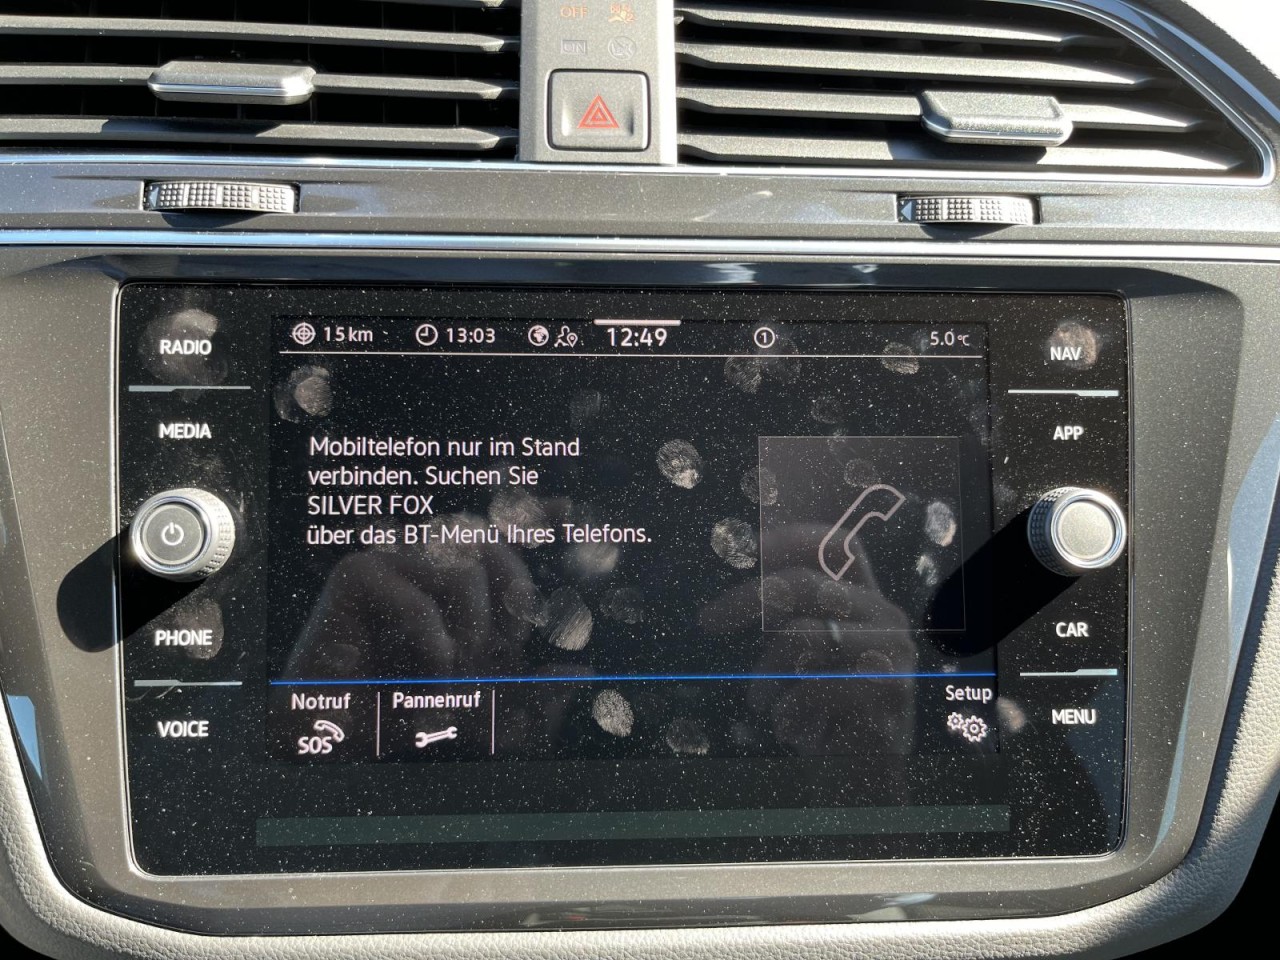 OFF
ON
RADIO
MEDIA
PHONE
VOICE
15 km 13:03 12:49 1 5.0 °C
Mobiltelefon nur im Stand
verbinden. Suchen Sie
SILVER FOX
über das BT-Menü Ihres Telefons.
Notruf Pannenruf Setup
SOS
NAV
APP
CAR
MENU